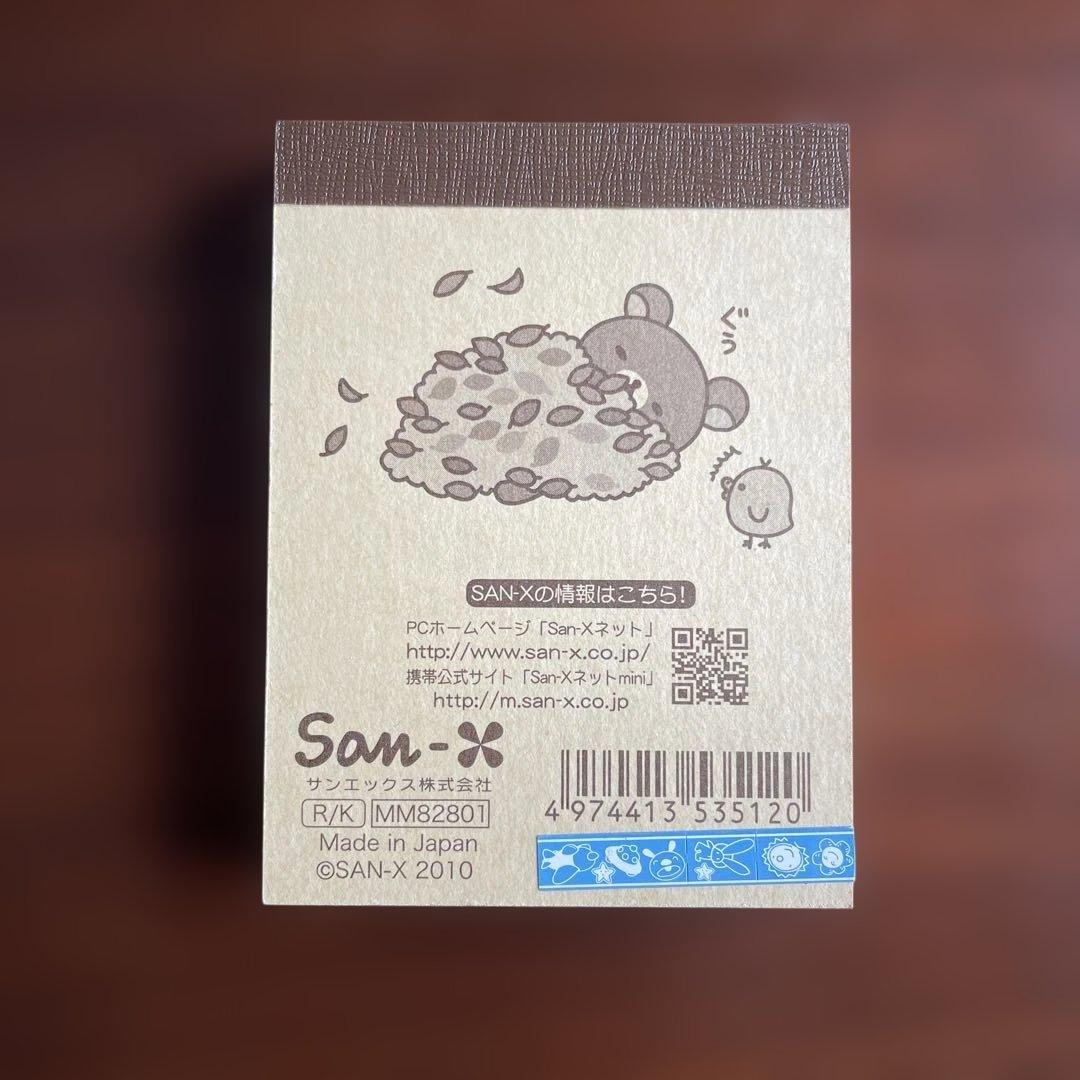 ぐぅ
SAN-Xの情報はこちら!
PCホームページ「San-Xネット」
http://www.san-x.co.jp/
携帯公式サイト「San-Xネットmini」
http://m.san-x.co.jp
San-X
サンエックス株式会社
R/K MM82801
Made in Japan
©SAN-X 2010
4 974413 535120